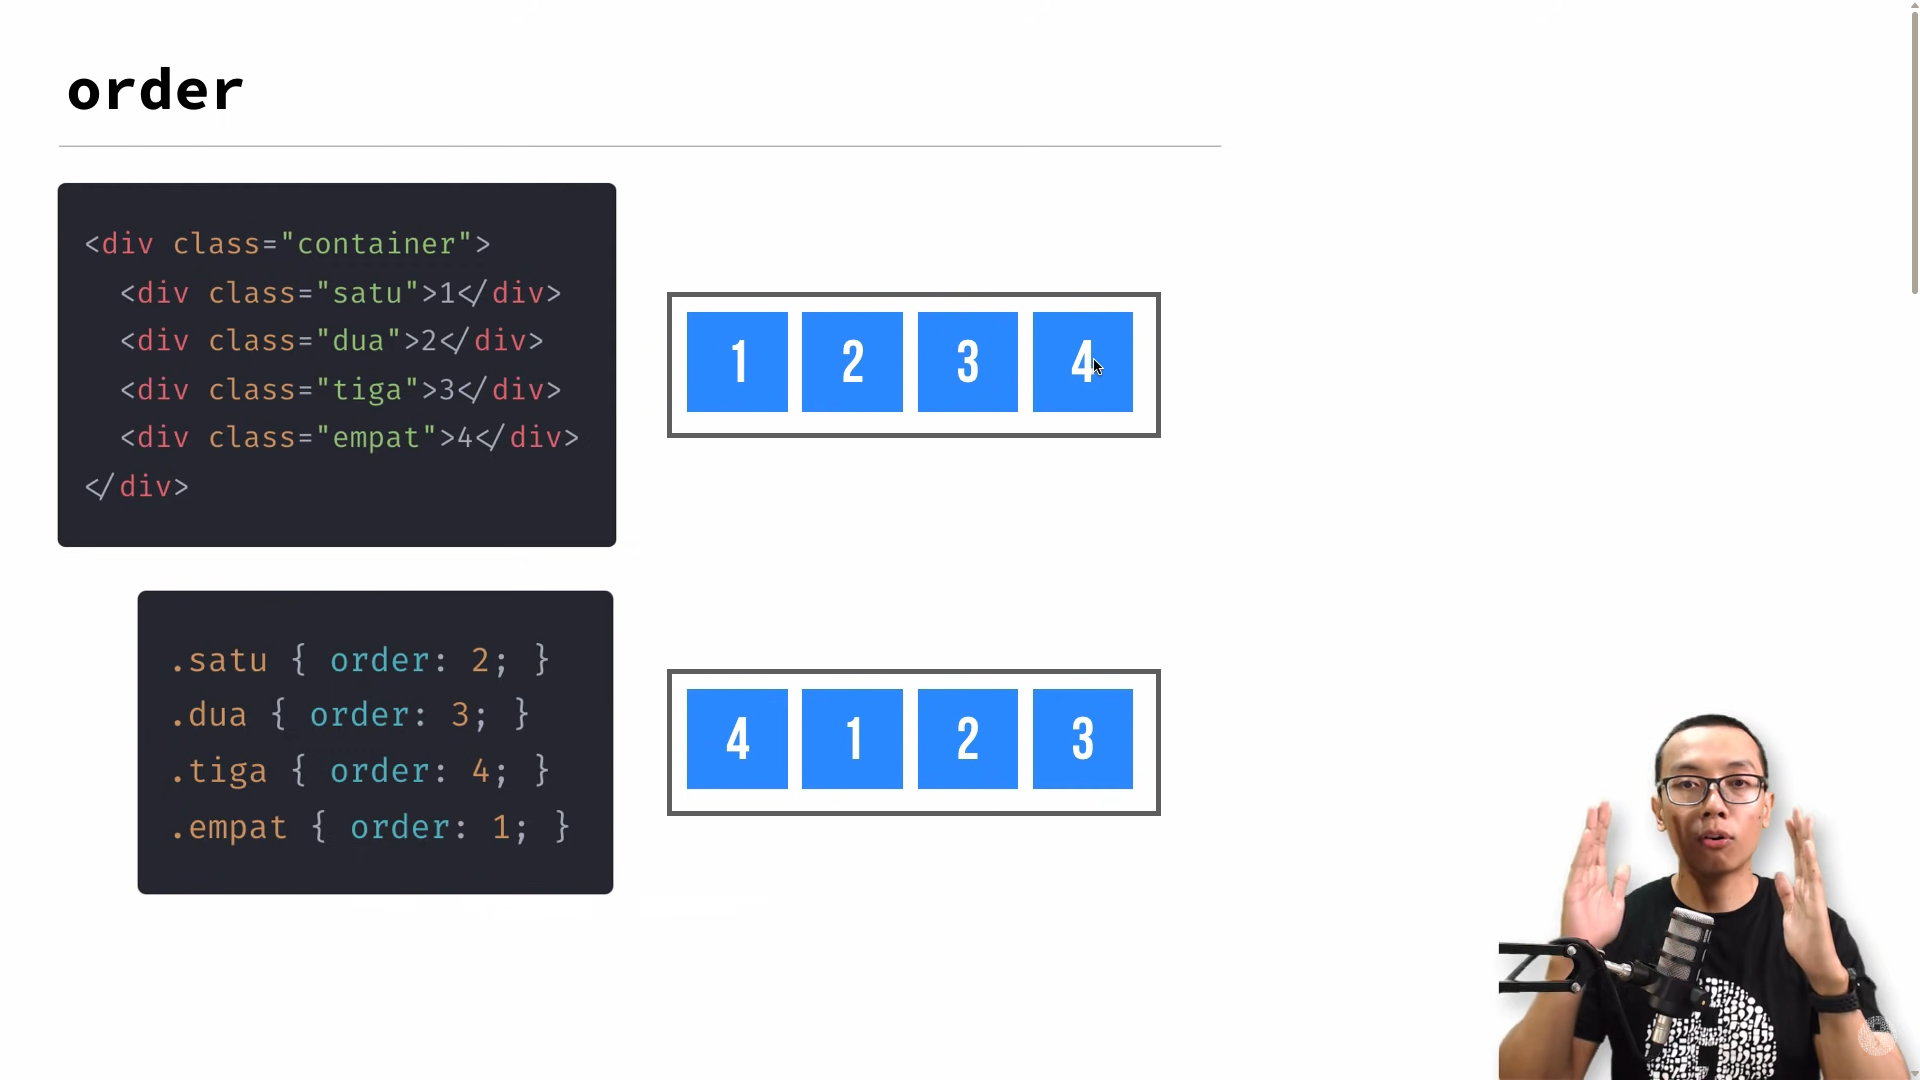 order
<div class="container">
<div class="satu">1</div>
<div class="dua">2</div>
<div class="tiga">3</div>
<div class="empat">4</div>
</div>
1 2 3 4
.satu { order: 2; }
.dua { order: 3; }
.tiga { order: 4; }
.empat { order: 1; }
4 1 2 3